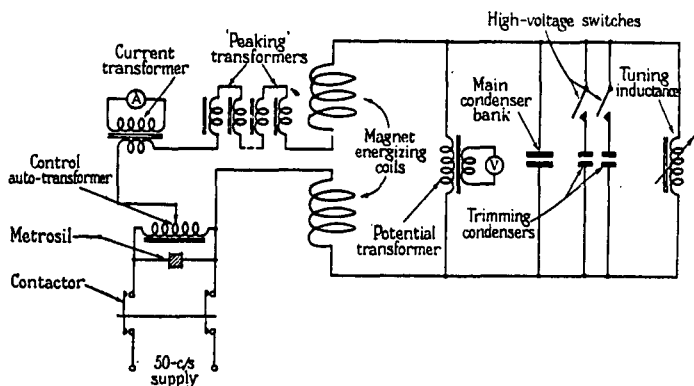 High-voltage switches
'Peaking'
transformers
Current
transformer
Tuning
inductance
Main
condenser
bank
A
Magnet
energizing
coils
Control
auto-transformer
V
Trimming
condensers
Potential
transformer
Metrosil
Contactor
50-c/s
supply